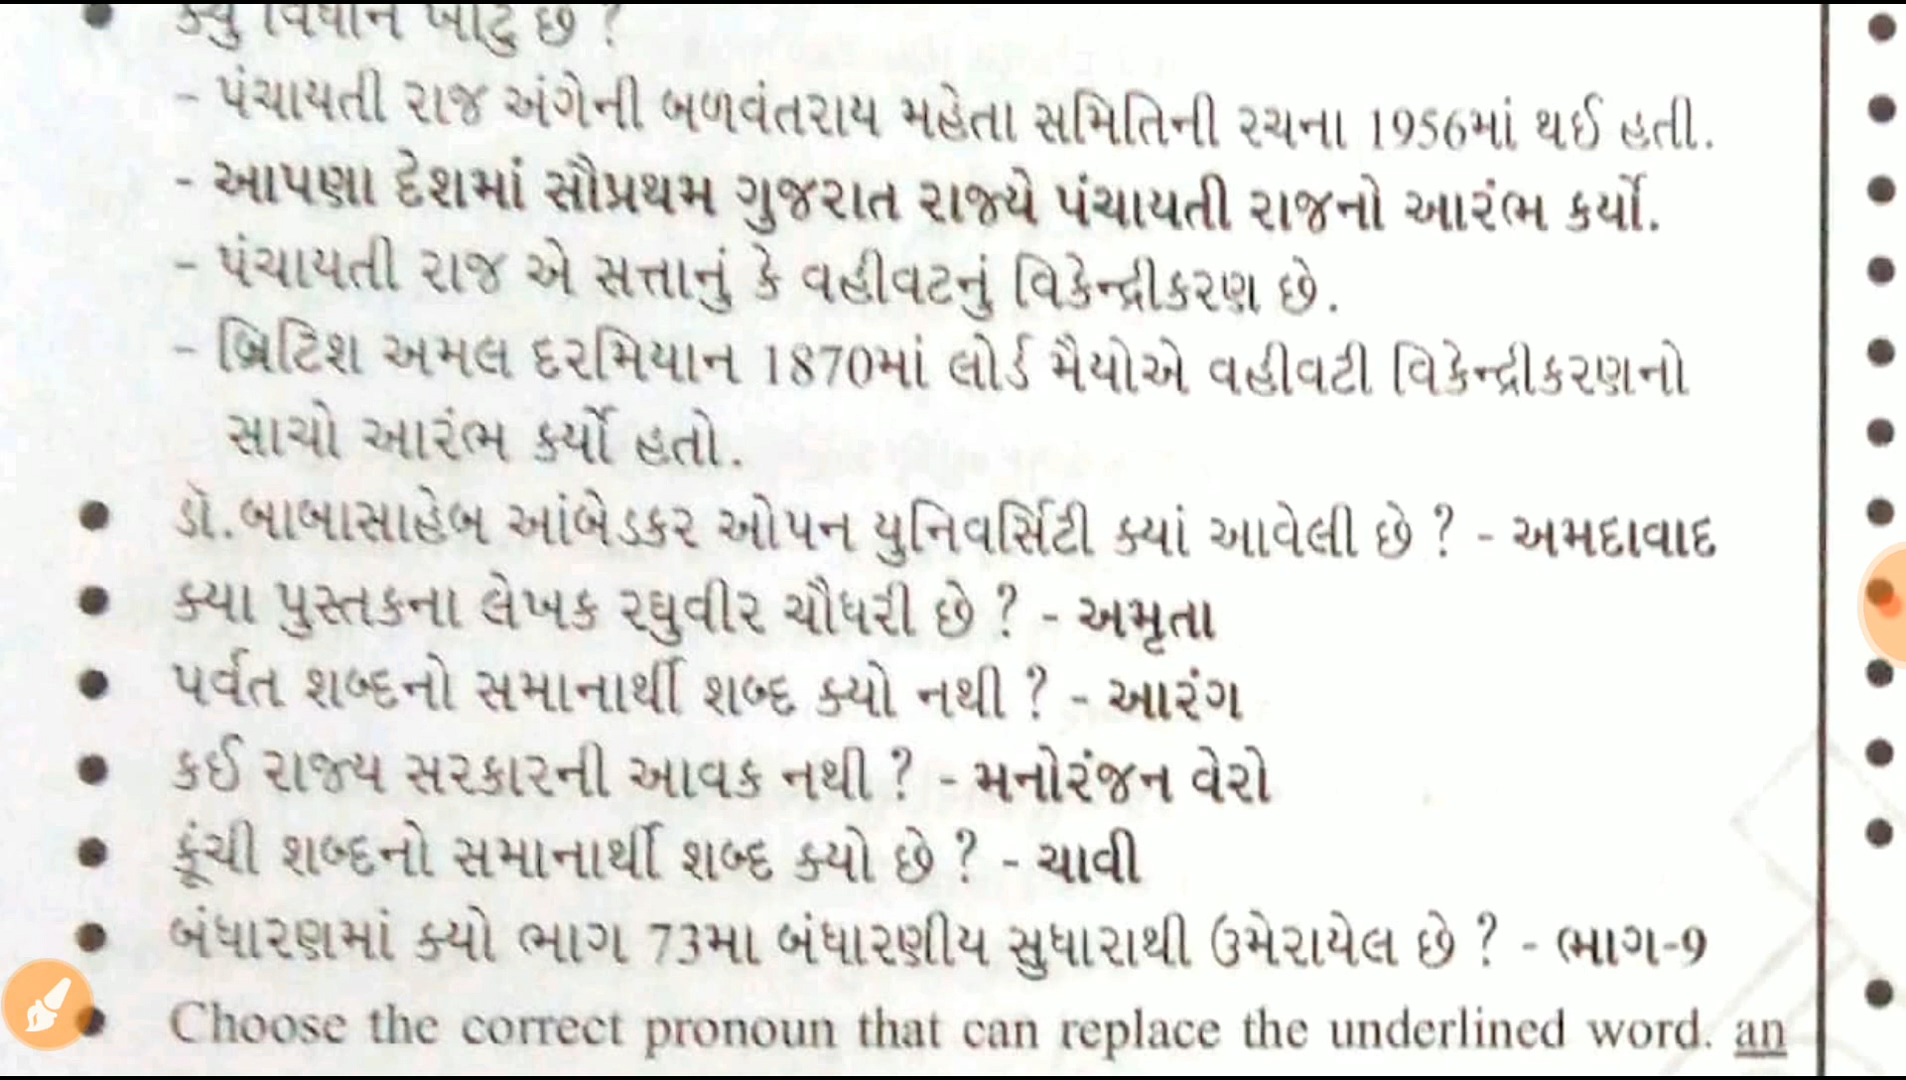 ક્યુ વિધાન ખોટુ છે ?
- પંચાયતી રાજ અંગેની બળવંતરાય મહેતા સમિતિની રચના 1956માં થઈ હતી.
- આપણા દેશમાં સૌપ્રથમ ગુજરાત રાજ્યે પંચાયતી રાજનો આરંભ કર્યો.
- પંચાયતી રાજ એ સત્તાનું કે વહીવટનું વિકેન્દ્રીકરણ છે.
- બ્રિટિશ અમલ દરમિયાન 1870માં લોર્ડ મૈયોએ વહીવટી વિકેન્દ્રીકરણનો
સાચો આરંભ કર્યો હતો.
• ડૉ.બાબાસાહેબ આંબેડકર ઓપન યુનિવર્સિટી ક્યાં આવેલી છે ? - અમદાવાદ
• ક્યા પુસ્તકના લેખક રઘુવીર ચૌધરી છે ? - અમૃતા
• પર્વત શબ્દનો સમાનાર્થી શબ્દ ક્યો નથી ? - આરંગ
• કઈ રાજ્ય સરકારની આવક નથી ? - મનોરંજન વેરો
• કૂંચી શબ્દનો સમાનાર્થી શબ્દ ક્યો છે ? - ચાવી
• બંધારણમાં ક્યો ભાગ 73મા બંધારણીય સુધારાથી ઉમેરાયેલ છે ? - ભાગ-9
• Choose the correct pronoun that can replace the underlined word. an